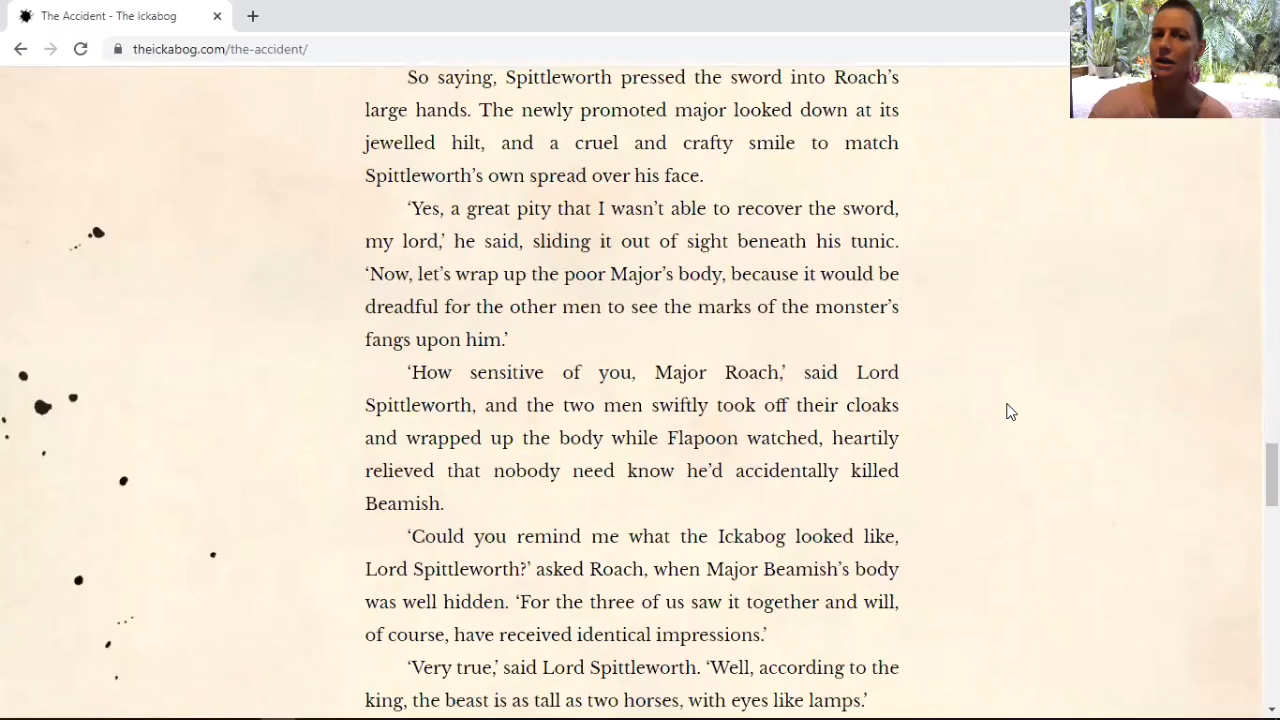 The Accident - The Ickabog
theickabog.com/the-accident/
So saying, Spittleworth pressed the sword into Roach’s
large hands. The newly promoted major looked down at its
jewelled hilt, and a cruel and crafty smile to match
Spittleworth’s own spread over his face.
‘Yes, a great pity that I wasn’t able to recover the sword,
my lord,’ he said, sliding it out of sight beneath his tunic.
‘Now, let’s wrap up the poor Major’s body, because it would be
dreadful for the other men to see the marks of the monster’s
fangs upon him.’
‘How sensitive of you, Major Roach,’ said Lord
Spittleworth, and the two men swiftly took off their cloaks
and wrapped up the body while Flapoon watched, heartily
relieved that nobody need know he’d accidentally killed
Beamish.
‘Could you remind me what the Ickabog looked like,
Lord Spittleworth?’ asked Roach, when Major Beamish’s body
was well hidden. ‘For the three of us saw it together and will,
of course, have received identical impressions.’
‘Very true,’ said Lord Spittleworth. ‘Well, according to the
king, the beast is as tall as two horses, with eyes like lamps.’